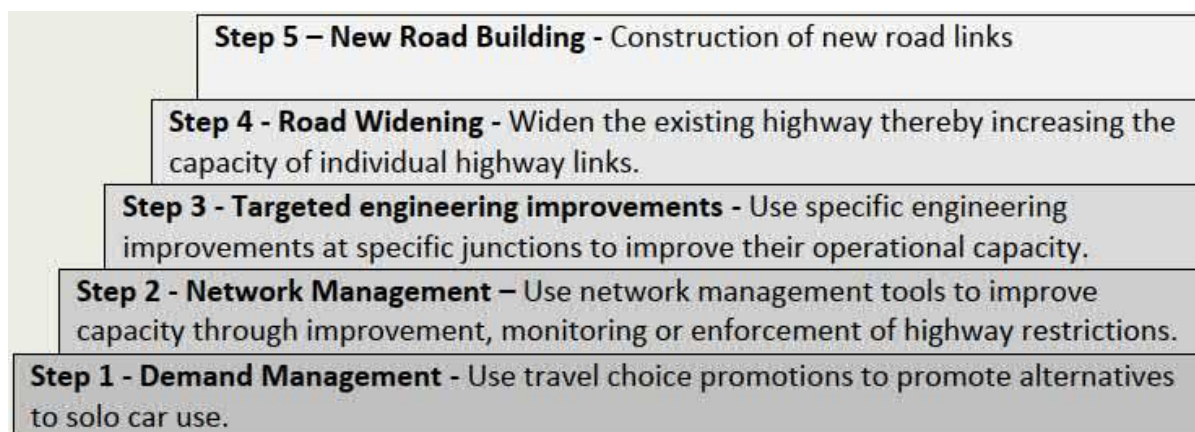 Step 5 – New Road Building - Construction of new road links
Step 4 - Road Widening - Widen the existing highway thereby increasing the
capacity of individual highway links.
Step 3 - Targeted engineering improvements - Use specific engineering
improvements at specific junctions to improve their operational capacity.
Step 2 - Network Management – Use network management tools to improve
capacity through improvement, monitoring or enforcement of highway restrictions.
Step 1 - Demand Management - Use travel choice promotions to promote alternatives
to solo car use.